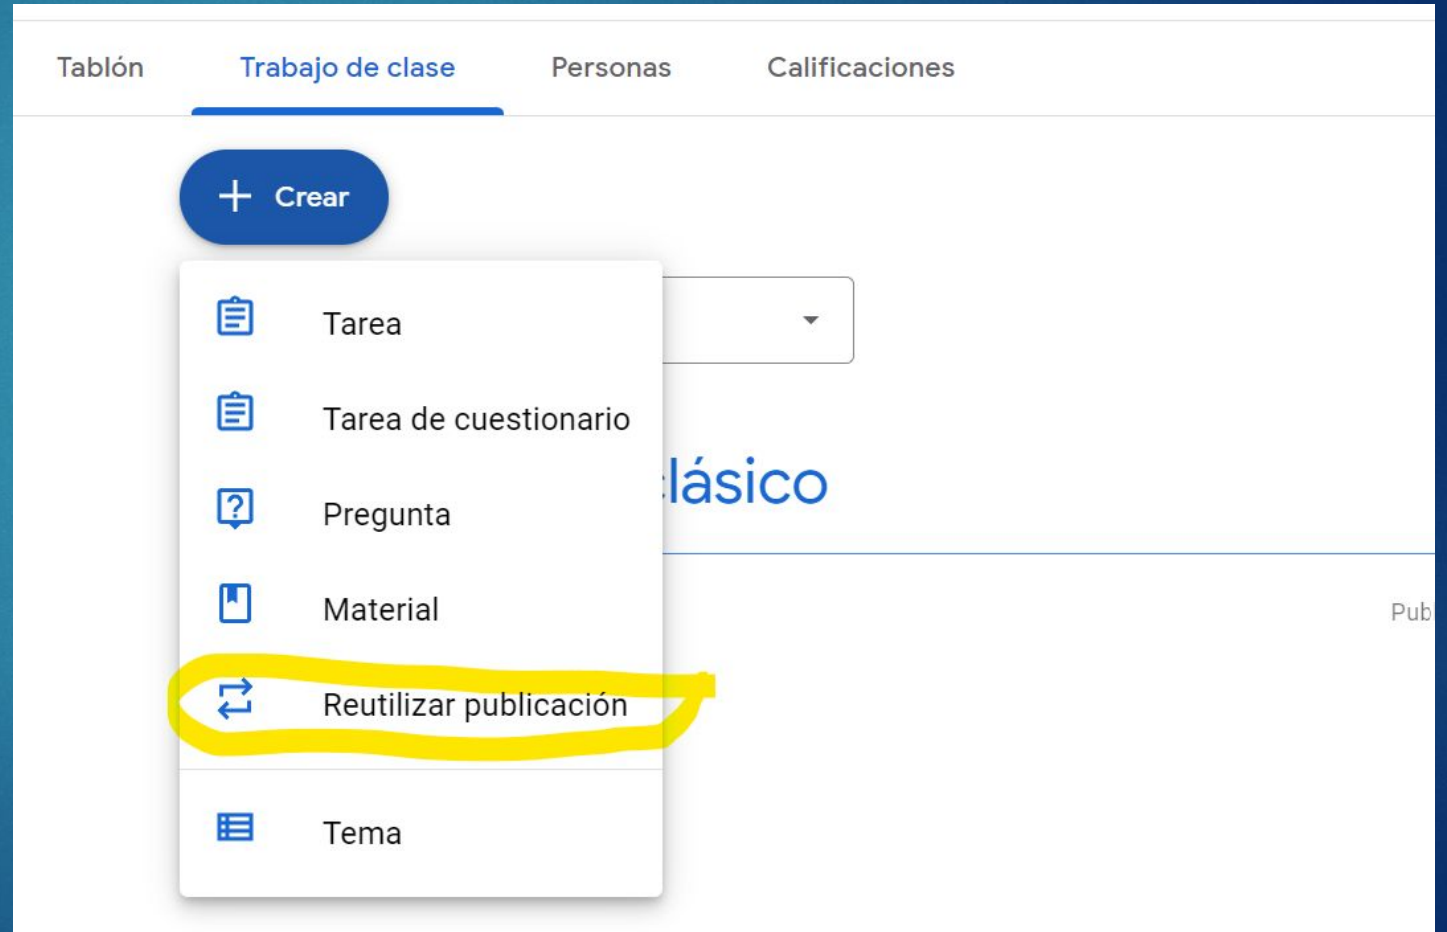 Tablón Trabajo de clase Personas Calificaciones
Crear
Tarea
Tarea de cuestionario
lásico
Pregunta
Material
Pub
Reutilizar publicación
Tema